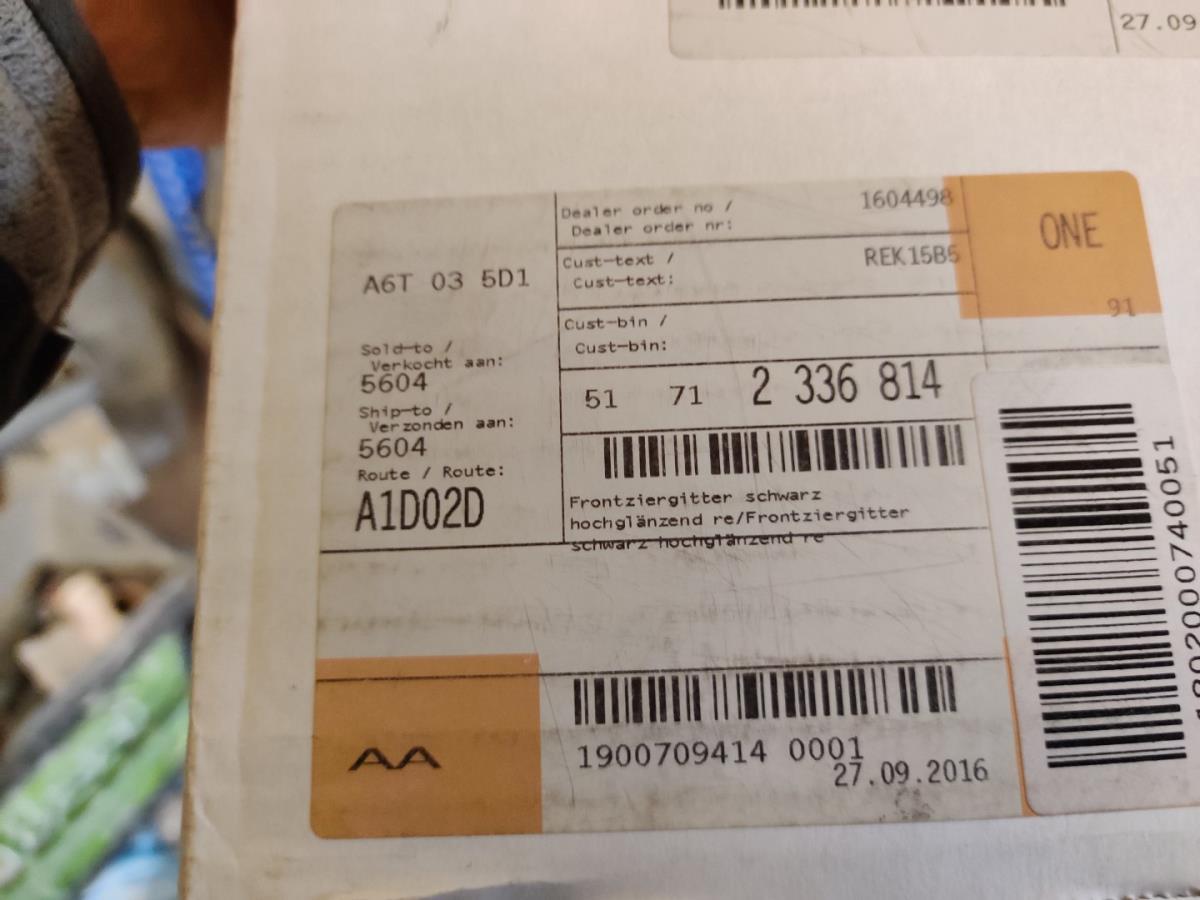 27.09
Dealer order no /
Dealer order nr:
1604498
ONE
A6T 03 5D1
Cust-text /
Cust-text:
REK15B5
91
Cust-bin /
Cust-bin:
Sold-to /
Verkocht aan:
5604
51 71 2 336 814
Ship-to /
Verzonden aan:
5604
Route / Route:
A1D02D
Frontziergitter schwarz
hochglänzend re/Frontziergitter
schwarz hochglänzend re
AA
1900709414 0001
27.09.2016